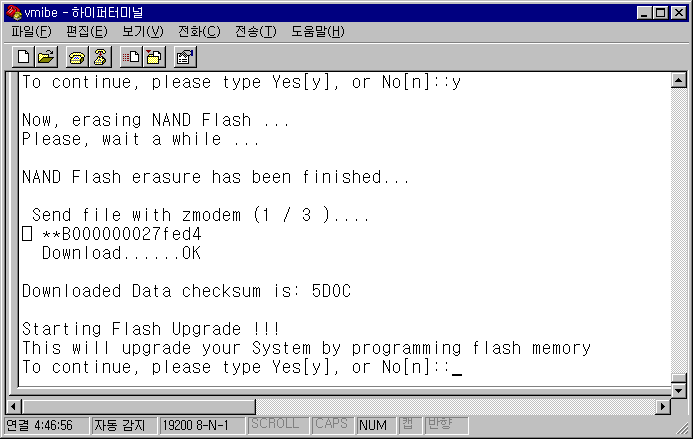 vmibe - 하이퍼터미널
파일(F) 편집(E) 보기(V) 전화(C) 전송(T) 도움말(H)
To continue, please type Yes[y], or No[n]::y
Now, erasing NAND Flash ...
Please, wait a while ...
NAND Flash erasure has been finished...
Send file with zmodem (1 / 3 )....
**B000000027fed4
Download......OK
Downloaded Data checksum is: 5D0C
Starting Flash Upgrade !!!
This will upgrade your System by programming flash memory
To continue, please type Yes[y], or No[n]::_
연결 4:46:56 자동 감지 19200 8-N-1 SCROLL CAPS NUM 캡 반향